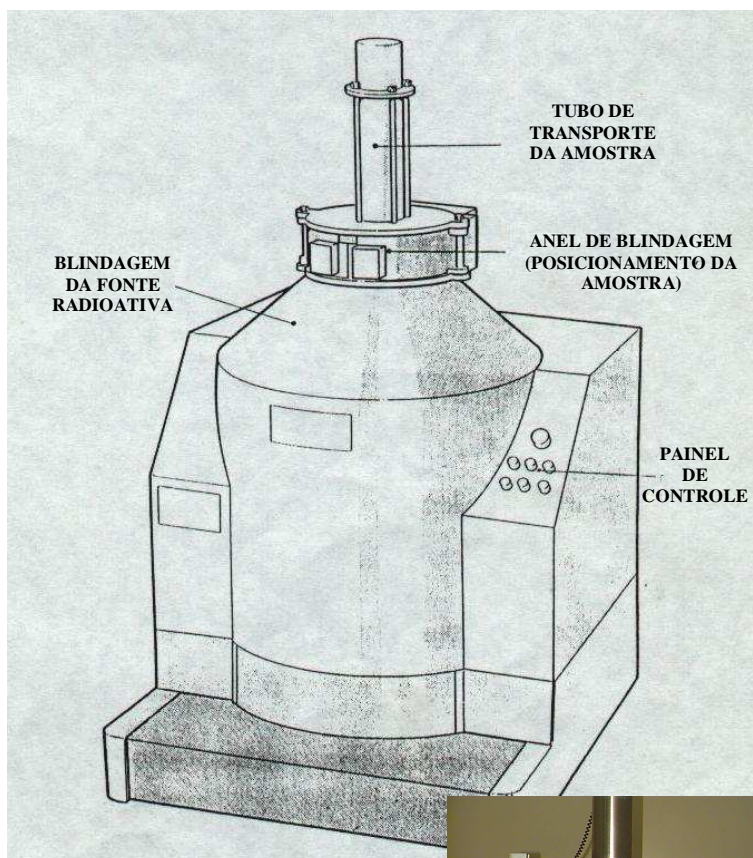 TUBO DE
TRANSPORTE
DA AMOSTRA
ANEL DE BLINDAGEM
(POSICIONAMENTO DA
AMOSTRA)
BLINDAGEM
DA FONTE
RADIOATIVA
PAINEL
DE
CONTROLE